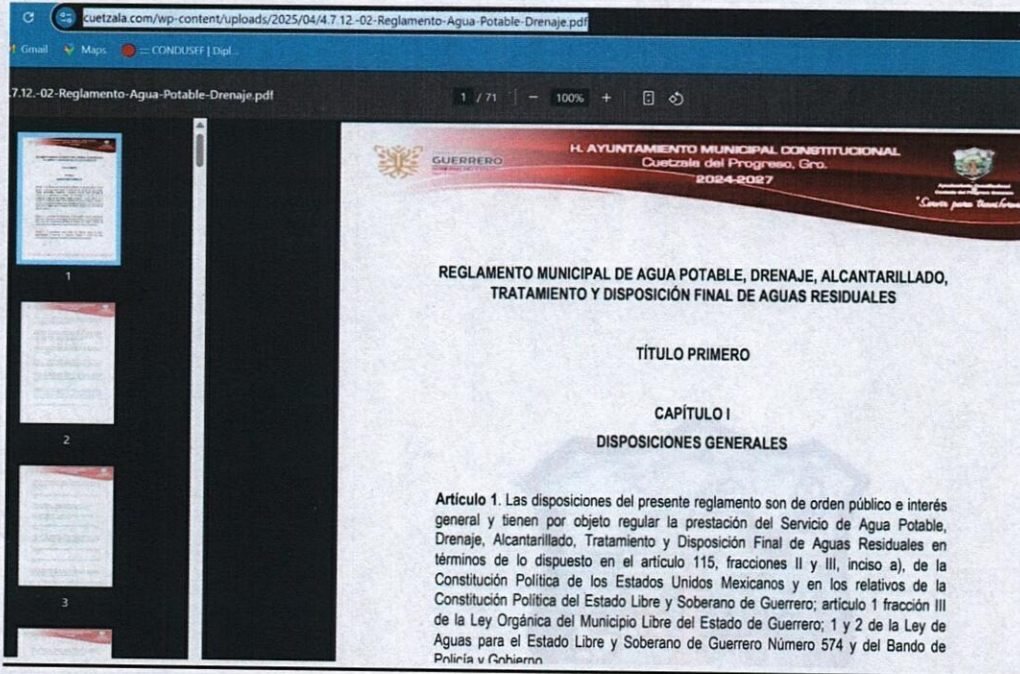 cuetzala.com/wp-content/uploads/2025/04/4.7.12.-02-Reglamento-Agua-Potable-Drenaje.pdf
Gmail Maps ::: CONDUSEF | Dipl...
.7.12.-02-Reglamento-Agua-Potable-Drenaje.pdf
1 / 71 − 100% +
GUERRERO
H. AYUNTAMIENTO MUNICIPAL CONSTITUCIONAL
Cuetzala del Progreso, Gro.
2024-2027
REGLAMENTO MUNICIPAL DE AGUA POTABLE, DRENAJE, ALCANTARILLADO,
TRATAMIENTO Y DISPOSICIÓN FINAL DE AGUAS RESIDUALES
TÍTULO PRIMERO
CAPÍTULO I
DISPOSICIONES GENERALES
Artículo 1. Las disposiciones del presente reglamento son de orden público e interés
general y tienen por objeto regular la prestación del Servicio de Agua Potable,
Drenaje, Alcantarillado, Tratamiento y Disposición Final de Aguas Residuales en
términos de lo dispuesto en el artículo 115, fracciones II y III, inciso a), de la
Constitución Política de los Estados Unidos Mexicanos y en los relativos de la
Constitución Política del Estado Libre y Soberano de Guerrero; artículo 1 fracción III
de la Ley Orgánica del Municipio Libre del Estado de Guerrero; 1 y 2 de la Ley de
Aguas para el Estado Libre y Soberano de Guerrero Número 574 y del Bando de
Policía y Gobierno
1
2
3